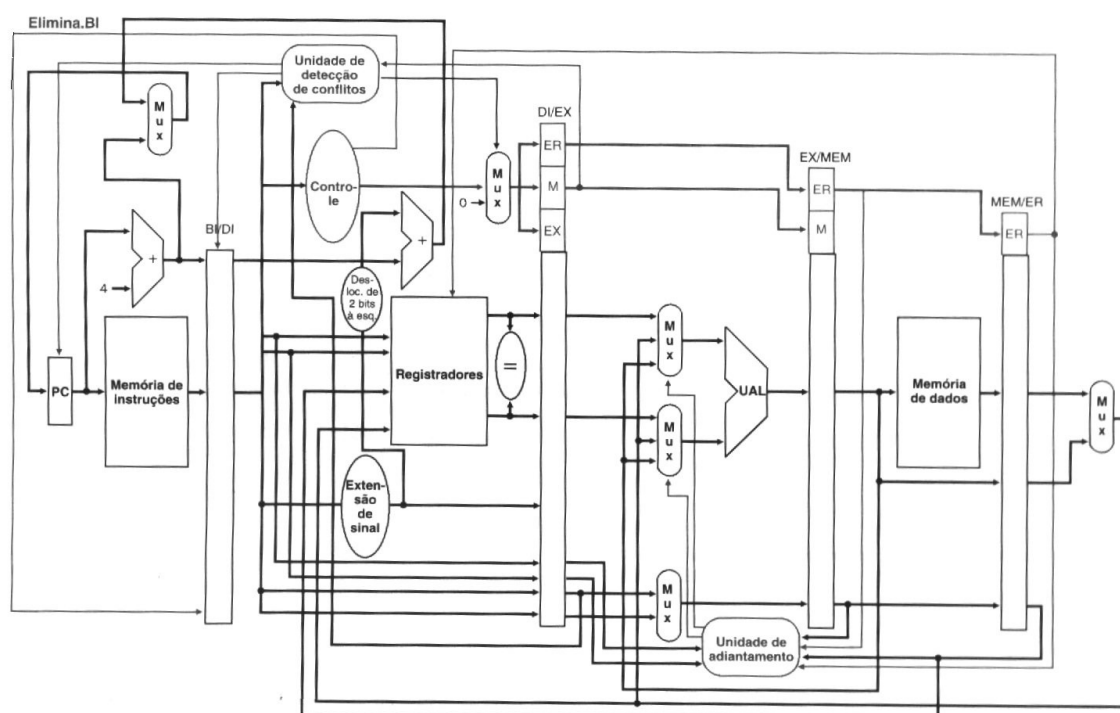 Elimina.BI
Unidade de
detecção
de conflitos
M
u
x
DI/EX
ER
M
EX
EX/MEM
ER
M
MEM/ER
ER
Contro-
le
M
u
x
0
BI/DI
+
4
+
Des-
loc. de
2 bits
à esq.
PC
Memória de
instruções
Registradores
=
M
u
x
M
u
x
UAL
Memória
de dados
M
u
x
Exten-
são de
sinal
M
u
x
Unidade de
adiantamento